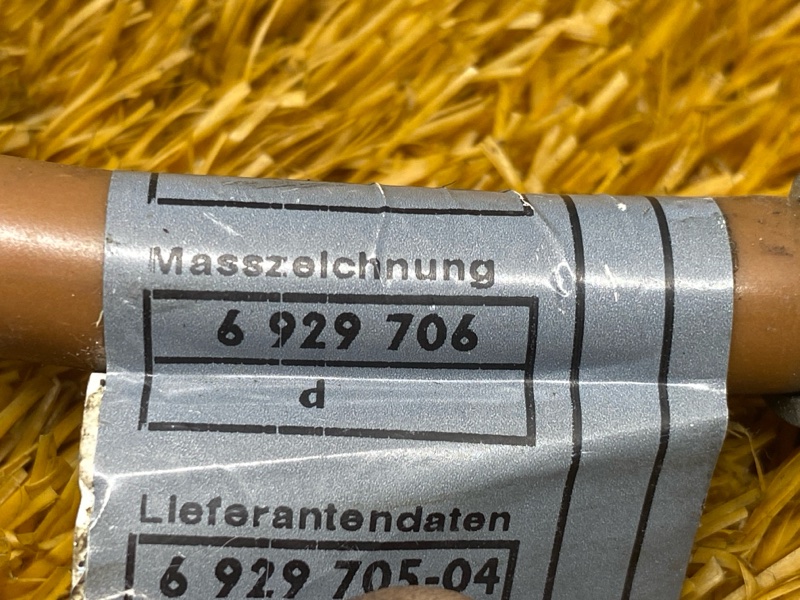 Masszeichnung
6 929 706
d
Lieferantendaten
6 929 705-04